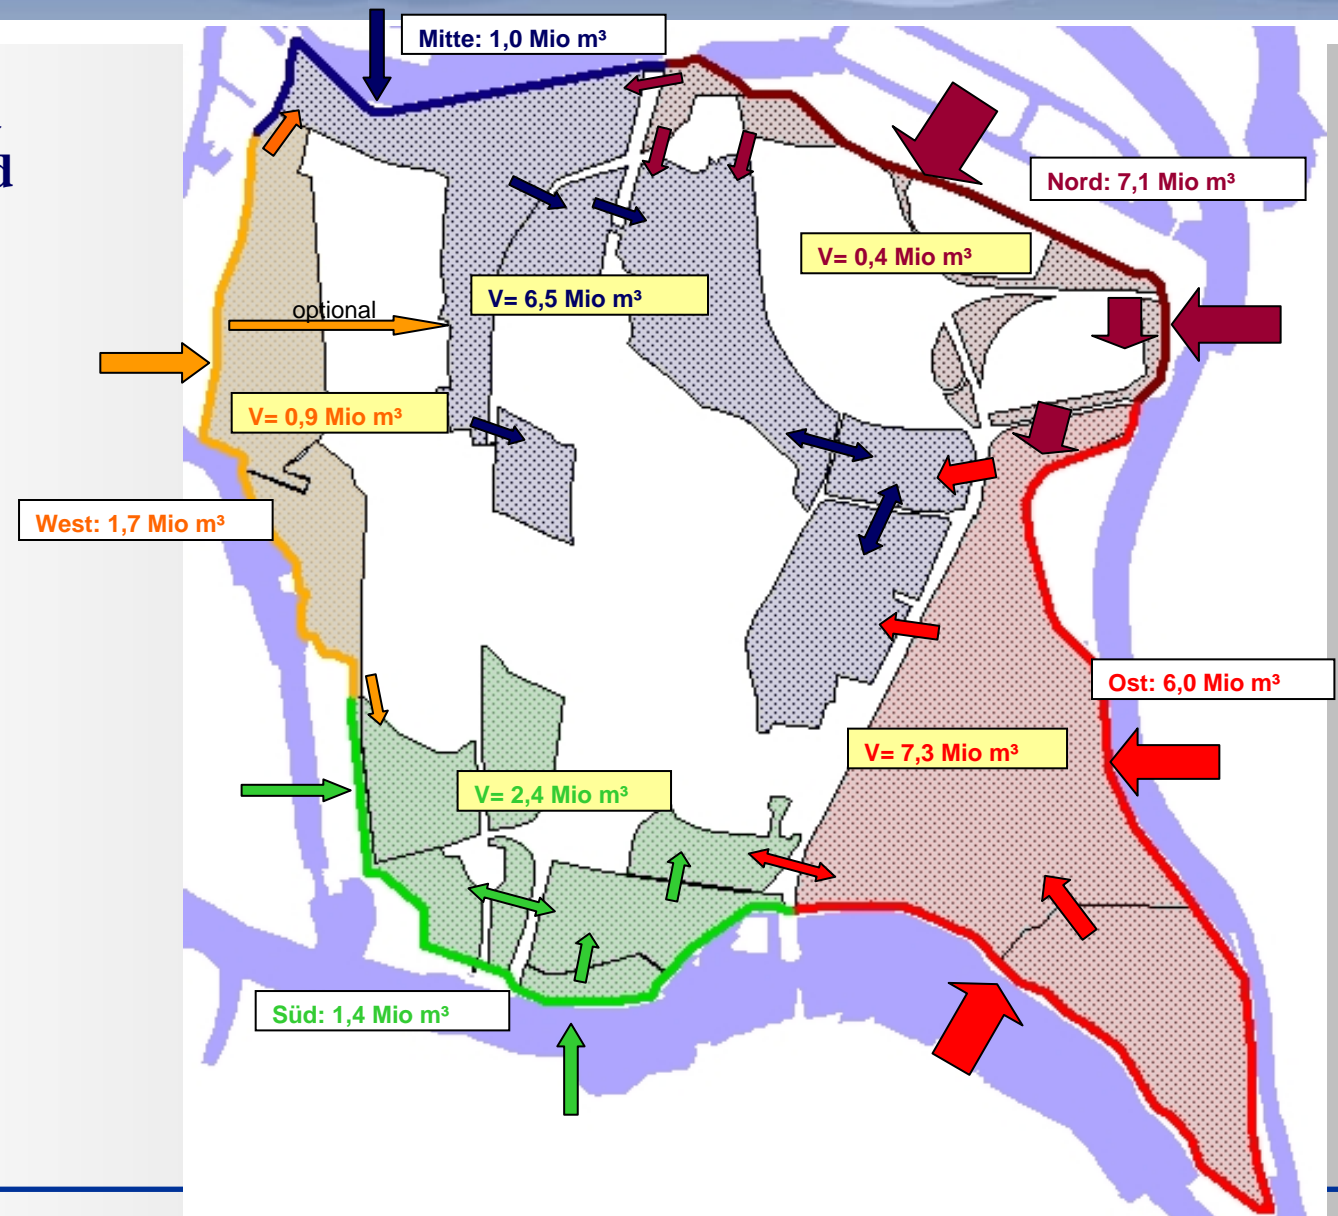 d
Mitte: 1,0 Mio m³
Nord: 7,1 Mio m³
V= 0,4 Mio m³
V= 6,5 Mio m³
optional
V= 0,9 Mio m³
West: 1,7 Mio m³
Ost: 6,0 Mio m³
V= 7,3 Mio m³
V= 2,4 Mio m³
Süd: 1,4 Mio m³